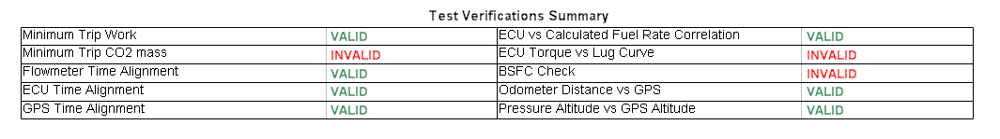 Test Verifications Summary
Minimum Trip Work VALID ECU vs Calculated Fuel Rate Correlation VALID
Minimum Trip CO2 mass INVALID ECU Torque vs Lug Curve INVALID
Flowmeter Time Alignment VALID BSFC Check INVALID
ECU Time Alignment VALID Odometer Distance vs GPS VALID
GPS Time Alignment VALID Pressure Altitude vs GPS Altitude VALID